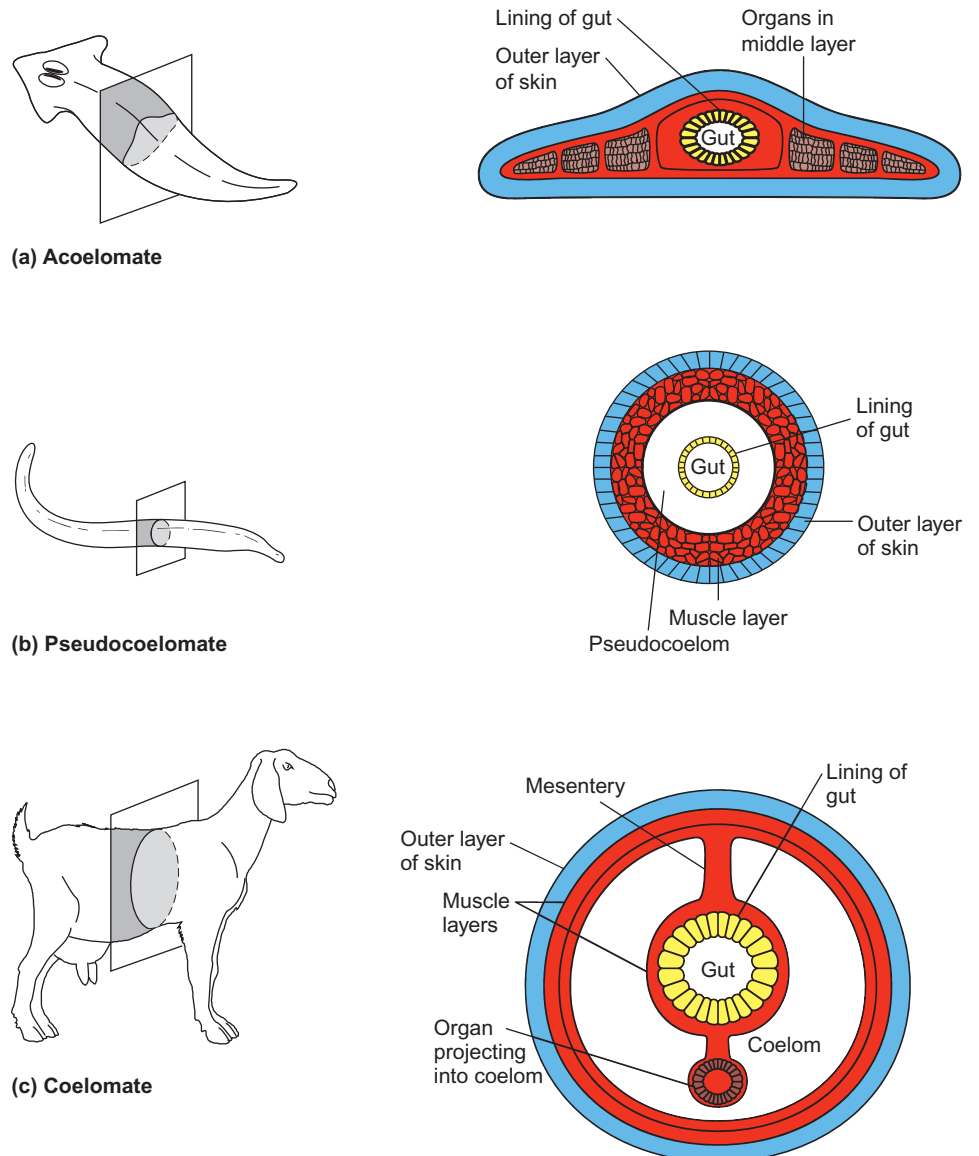 Lining of gut
Outer layer
of skin
Organs in
middle layer
Gut
(a) Acoelomate
Lining
of gut
Gut
Outer layer
of skin
Muscle layer
Pseudocoelom
(b) Pseudocoelomate
Mesentery
Lining of
gut
Outer layer
of skin
Muscle
layers
Gut
Organ
projecting
into coelom
Coelom
(c) Coelomate